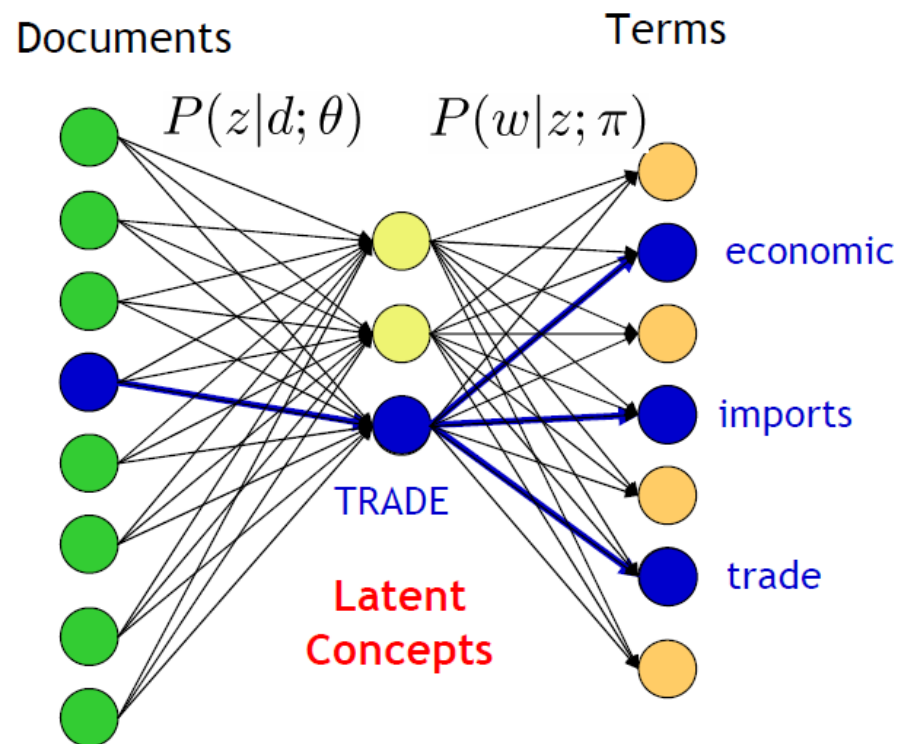 Documents
Terms
P(z|d; θ)
P(w|z; π)
economic
imports
TRADE
trade
Latent
Concepts